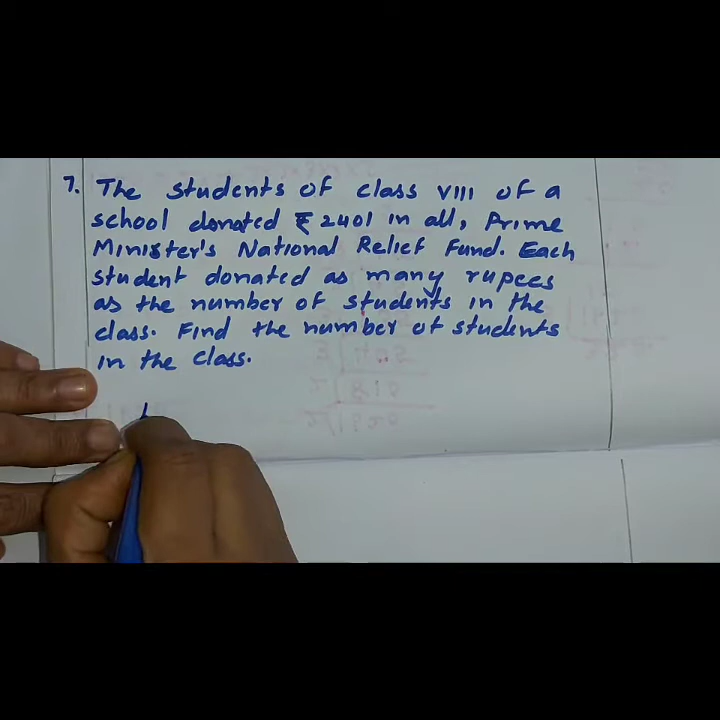 7. The students of class VIII of a
school donated ₹ 2401 in all, Prime
Minister's National Relief Fund. Each
student donated as many rupees
as the number of students in the
class. Find the number of students
in the class.